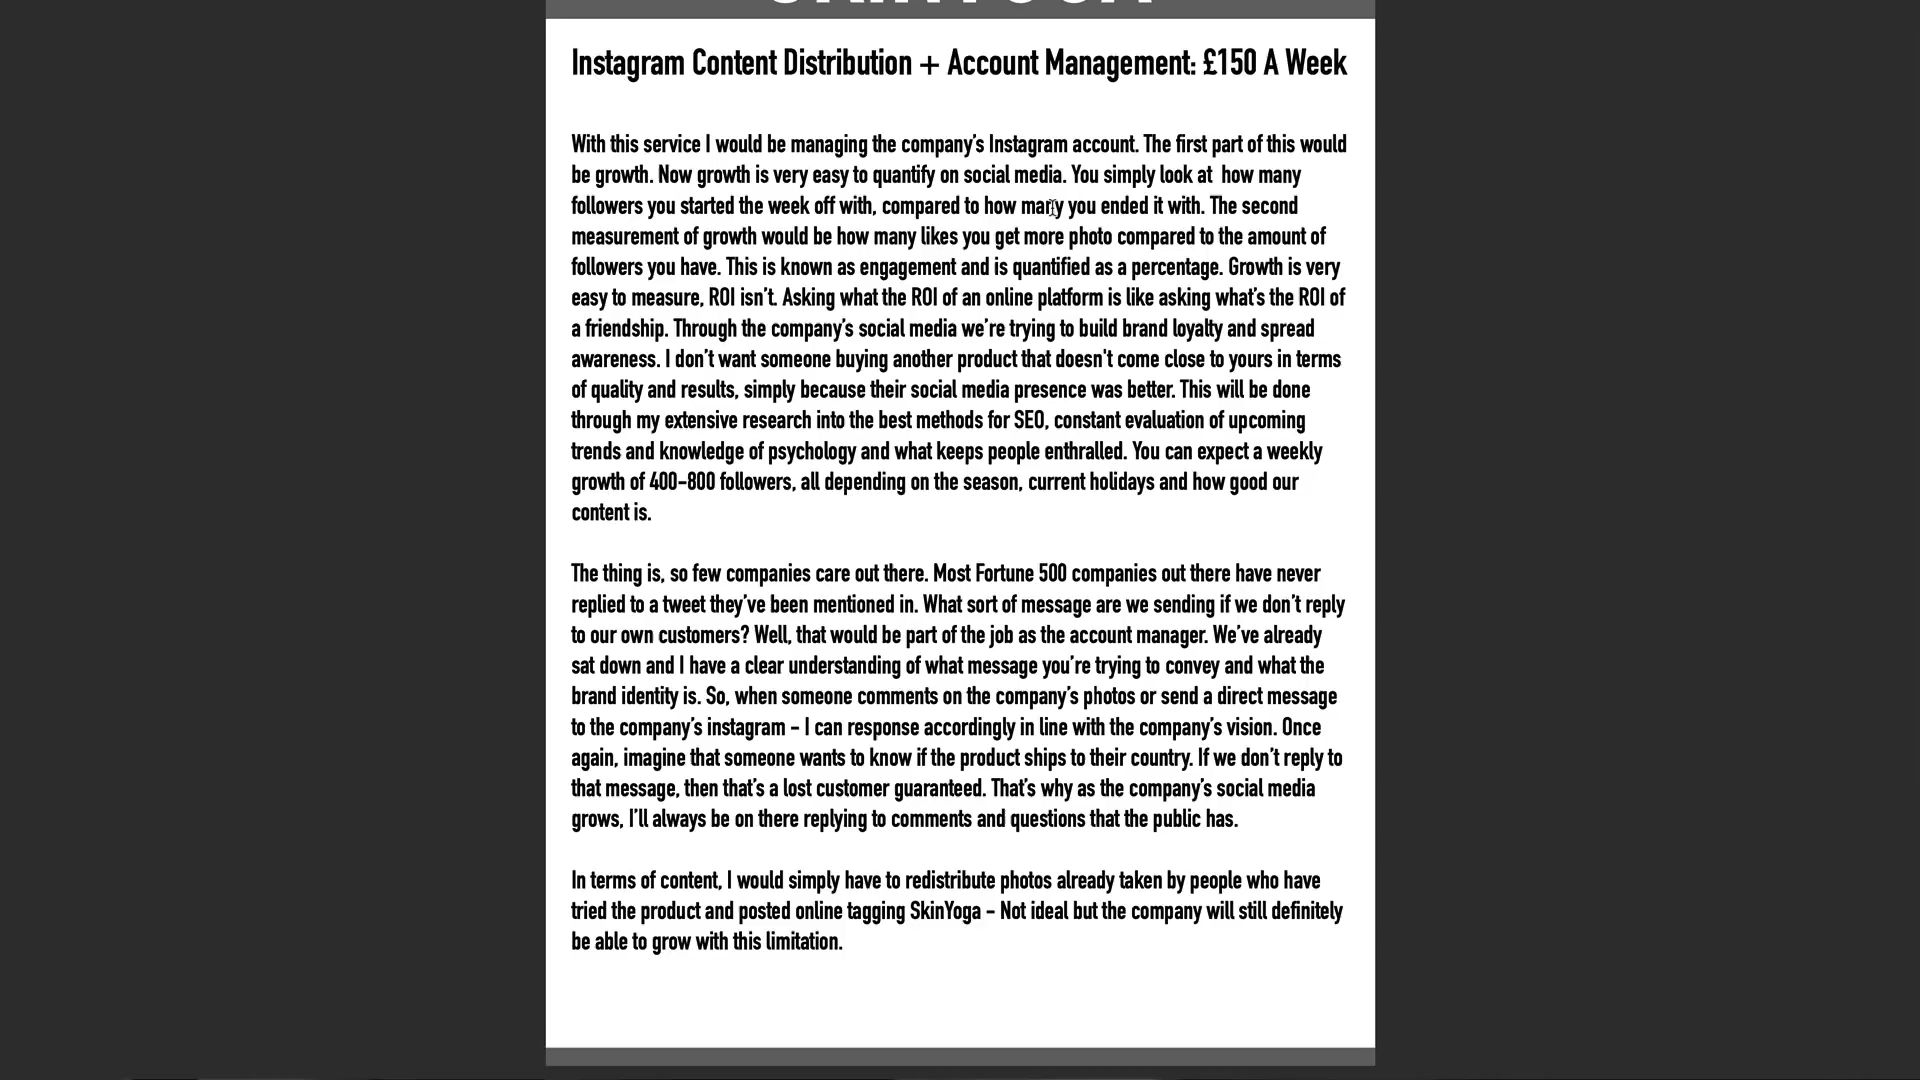 Instagram Content Distribution + Account Management: £150 A Week
With this service I would be managing the company’s Instagram account. The first part of this would
be growth. Now growth is very easy to quantify on social media. You simply look at  how many
followers you started the week off with, compared to how many you ended it with. The second
measurement of growth would be how many likes you get more photo compared to the amount of
followers you have. This is known as engagement and is quantified as a percentage. Growth is very
easy to measure, ROI isn’t. Asking what the ROI of an online platform is like asking what’s the ROI of
a friendship. Through the company’s social media we’re trying to build brand loyalty and spread
awareness. I don’t want someone buying another product that doesn't come close to yours in terms
of quality and results, simply because their social media presence was better. This will be done
through my extensive research into the best methods for SEO, constant evaluation of upcoming
trends and knowledge of psychology and what keeps people enthralled. You can expect a weekly
growth of 400-800 followers, all depending on the season, current holidays and how good our
content is.
The thing is, so few companies care out there. Most Fortune 500 companies out there have never
replied to a tweet they’ve been mentioned in. What sort of message are we sending if we don’t reply
to our own customers? Well, that would be part of the job as the account manager. We’ve already
sat down and I have a clear understanding of what message you’re trying to convey and what the
brand identity is. So, when someone comments on the company’s photos or send a direct message
to the company’s instagram - I can response accordingly in line with the company’s vision. Once
again, imagine that someone wants to know if the product ships to their country. If we don’t reply to
that message, then that’s a lost customer guaranteed. That’s why as the company’s social media
grows, I’ll always be on there replying to comments and questions that the public has.
In terms of content, I would simply have to redistribute photos already taken by people who have
tried the product and posted online tagging SkinYoga - Not ideal but the company will still definitely
be able to grow with this limitation.